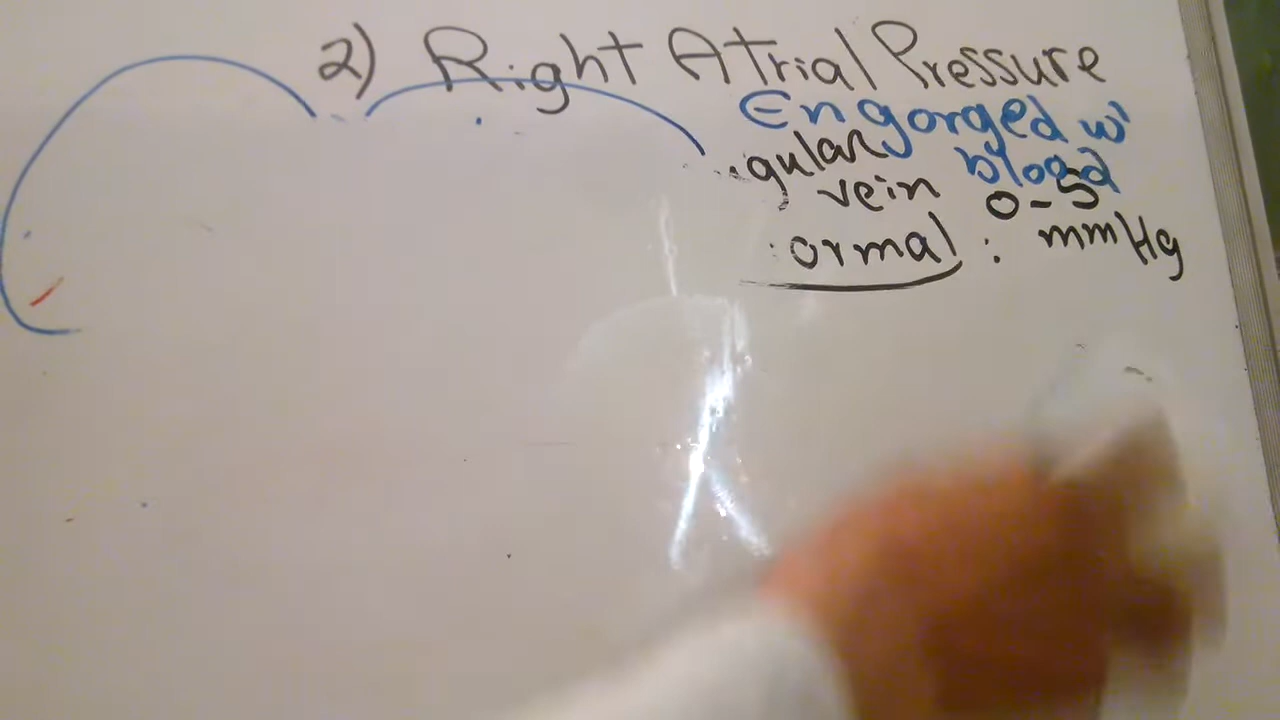 2) Right Atrial Pressure
Engorged w'
gular blood
vein 0-5
ormal : mmHg